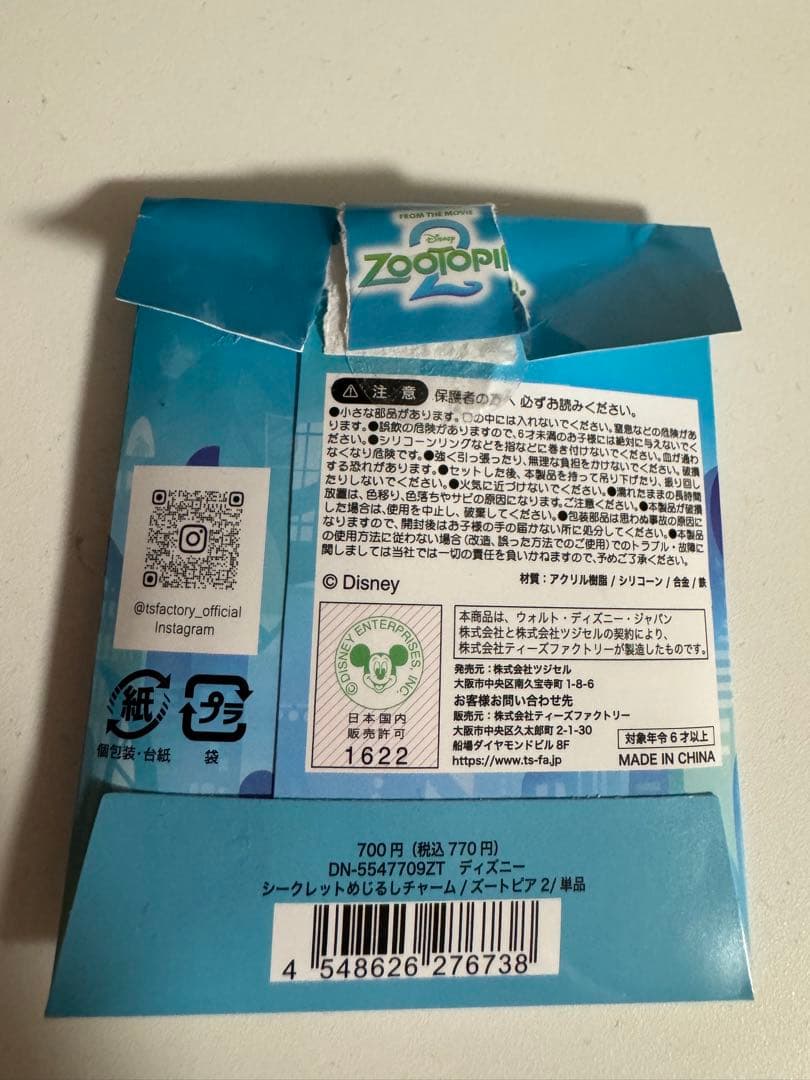 FROM THE MOVIE
Disney
ZOOTOPI
2
⚠ 注 意 保護者の方へ 必ずお読みください。
●小さな部品があります。口の中には入れないでください。窒息などの危険があ
ります。●誤飲の危険がありますので、6才未満のお子様には絶対に与えないでく
ださい。●シリコーンリングなどを指などに巻き付けないでください。血が通わ
なくなり危険です。●強く引っ張ったり、無理な負担をかけないでください。破損
する恐れがあります。●セットした後、本製品を持って吊り下げたり、振り回し
たりしないでください。●火気に近づけないでください。●濡れたままの長時間
放置は、色移り、色落ちやサビの原因になります。ご注意ください。●本製品が破損
した場合は、使用を中止し、破棄してください。●包装部品は思わぬ事故の原因に
なりますので、開封後はお子様の手の届かない所に処分してください。●本製品
の使用方法に従わない場合(改造、誤った方法でのご使用)でのトラブル・故障に
関しましては当社では一切の責任を負いかねますので、予めご了承ください。
© Disney
材質:アクリル樹脂/シリコーン/合金/鉄
@tsfactory_official
Instagram
紙
個包装・台紙
プラ
袋
©DISNEY ENTERPRISES, INC.
日本国内
販売許可
1622
本商品は、ウォルト・ディズニー・ジャパン
株式会社と株式会社ツジセルの契約により、
株式会社ティーズファクトリーが製造したものです。
発売元:株式会社ツジセル
大阪市中央区南久宝寺町 1-8-6
お客様お問い合わせ先
販売元:株式会社ティーズファクトリー
大阪市中央区久太郎町 2-1-30
船場ダイヤモンドビル 8F
https://www.ts-fa.jp
対象年令 6 才以上
MADE IN CHINA
700円(税込770円)
DN-5547709ZT ディズニー
シークレットめじるしチャーム/ズートピア 2/ 単品
4 548626 276738